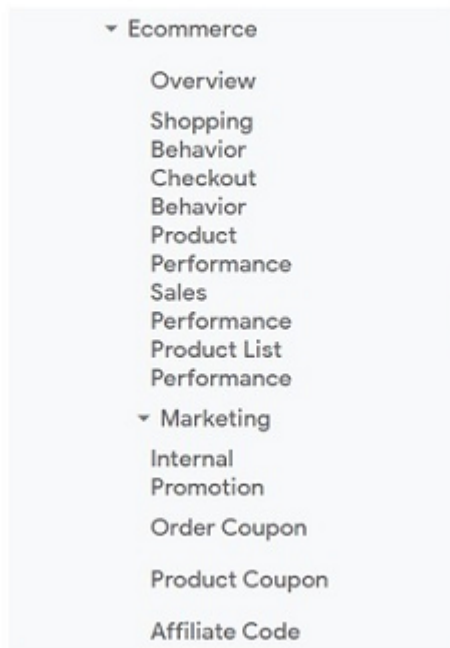 Ecommerce
Overview
Shopping
Behavior
Checkout
Behavior
Product
Performance
Sales
Performance
Product List
Performance
Marketing
Internal
Promotion
Order Coupon
Product Coupon
Affiliate Code